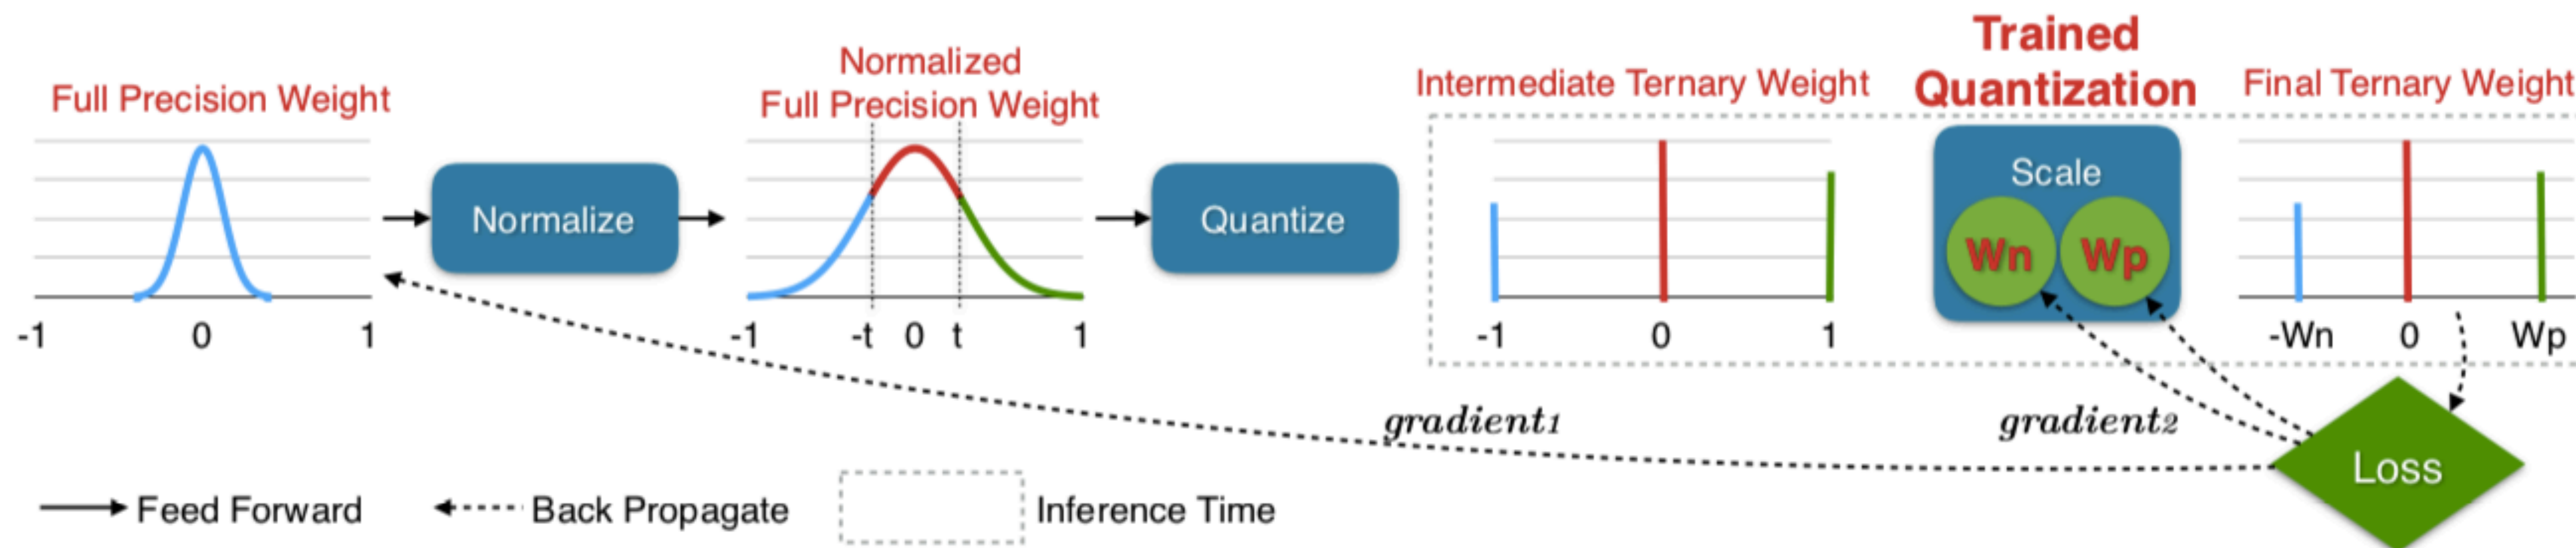 Full Precision Weight
Normalized
Full Precision Weight
Intermediate Ternary Weight
Trained
Quantization
Final Ternary Weight
Normalize
Quantize
Scale
Wn Wp
-1 0 1
-1 -t 0 t 1
-1 0 1
-Wn 0 Wp
gradient1
gradient2
Loss
Feed Forward
Back Propagate
Inference Time